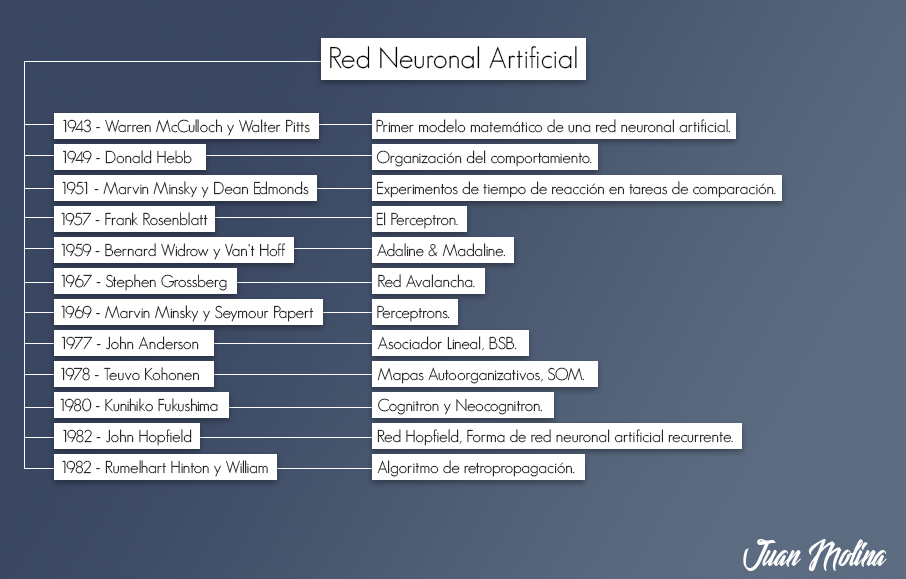 Red Neuronal Artificial
1943 - Warren McCulloch y Walter Pitts Primer modelo matemático de una red neuronal artificial.
1949 - Donald Hebb Organización del comportamiento.
1951 - Marvin Minsky y Dean Edmonds Experimentos de tiempo de reacción en tareas de comparación.
1957 - Frank Rosenblatt El Perceptron.
1959 - Bernard Widrow y Van't Hoff Adaline & Madaline.
1967 - Stephen Grossberg Red Avalancha.
1969 - Marvin Minsky y Seymour Papert Perceptrons.
1977 - John Anderson Asociador Lineal, BSB.
1978 - Teuvo Kohonen Mapas Autoorganizativos, SOM.
1980 - Kunihiko Fukushima Cognitron y Neocognitron.
1982 - John Hopfield Red Hopfield, Forma de red neuronal artificial recurrente.
1982 - Rumelhart Hinton y William Algoritmo de retropropagación.
Juan Molina